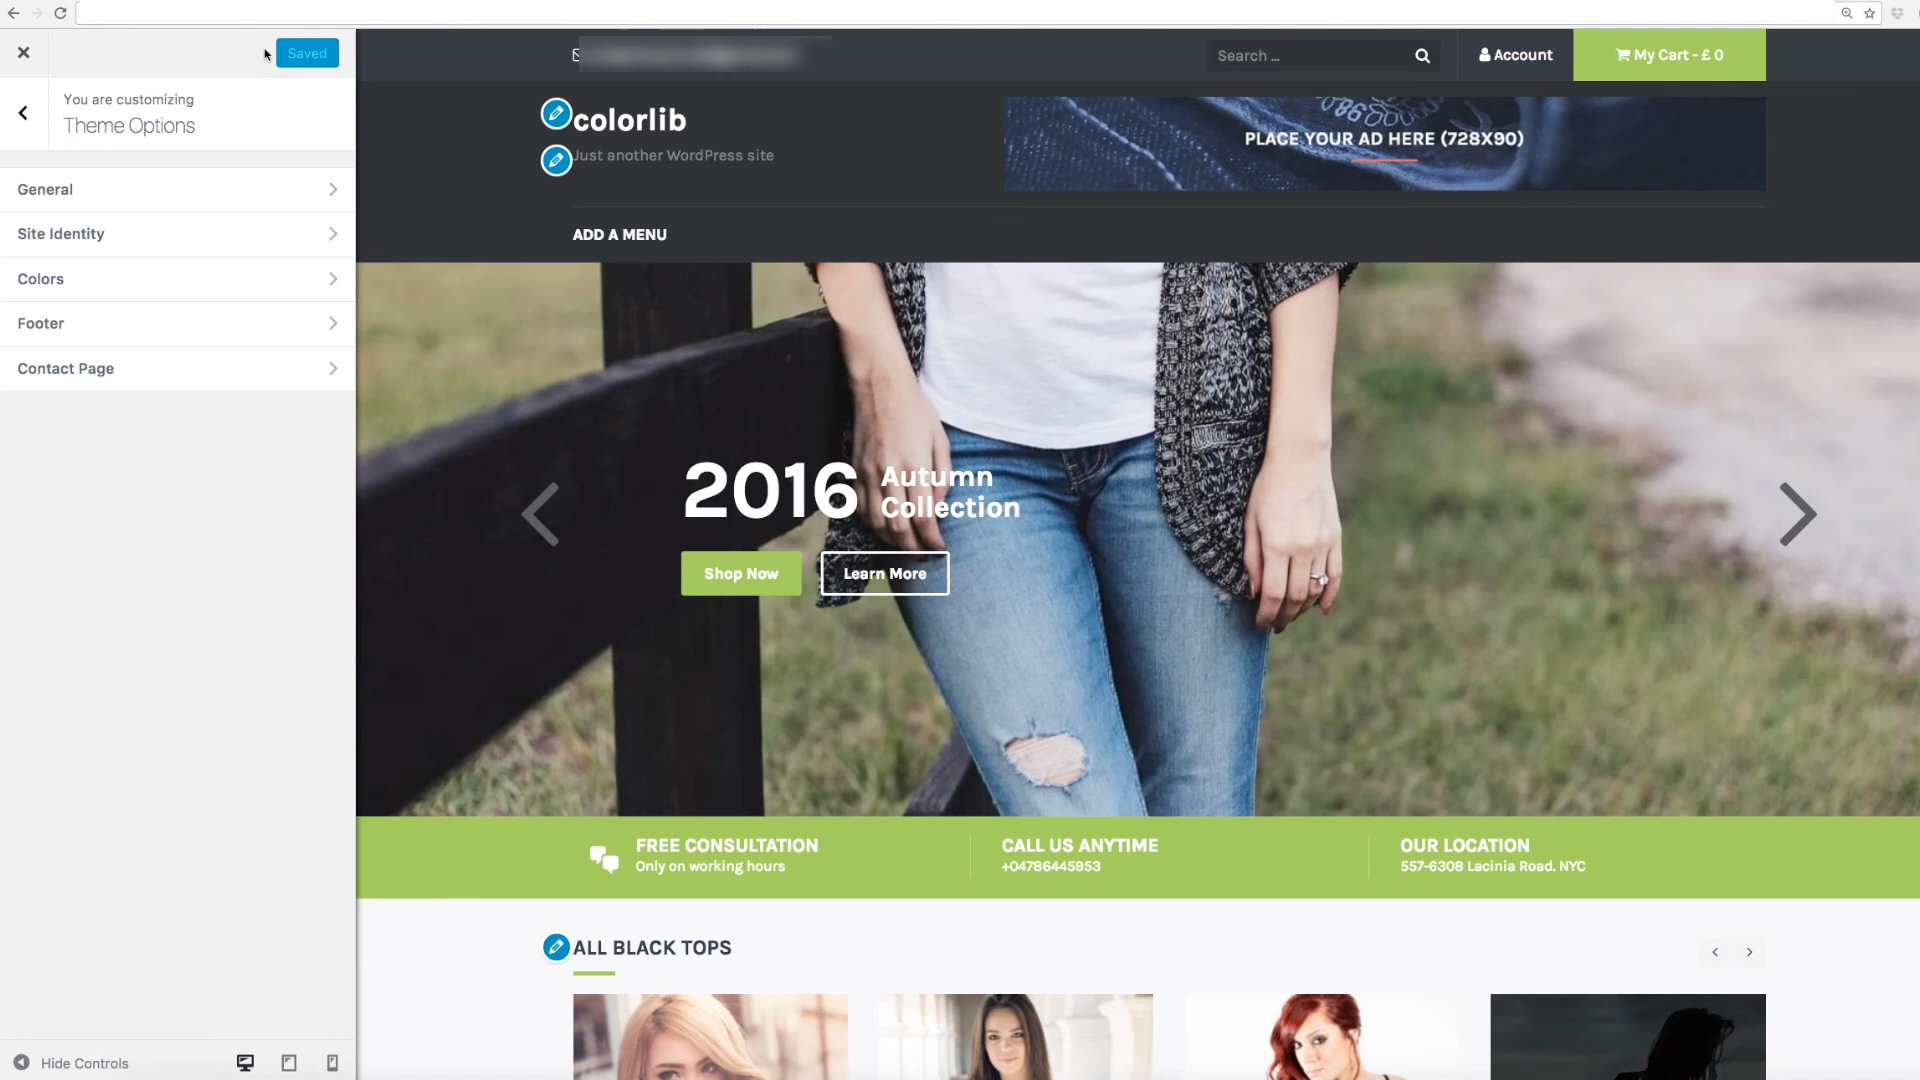 Saved
You are customizing
Theme Options
General
Site Identity
Colors
Footer
Contact Page
Hide Controls
Search ...
Account
My Cart - £ 0
colorlib
Just another WordPress site
PLACE YOUR AD HERE (728X90)
ADD A MENU
2016 Autumn
Collection
Shop Now
Learn More
FREE CONSULTATION
Only on working hours
CALL US ANYTIME
+04786445953
OUR LOCATION
557-6308 Lacinia Road. NYC
ALL BLACK TOPS